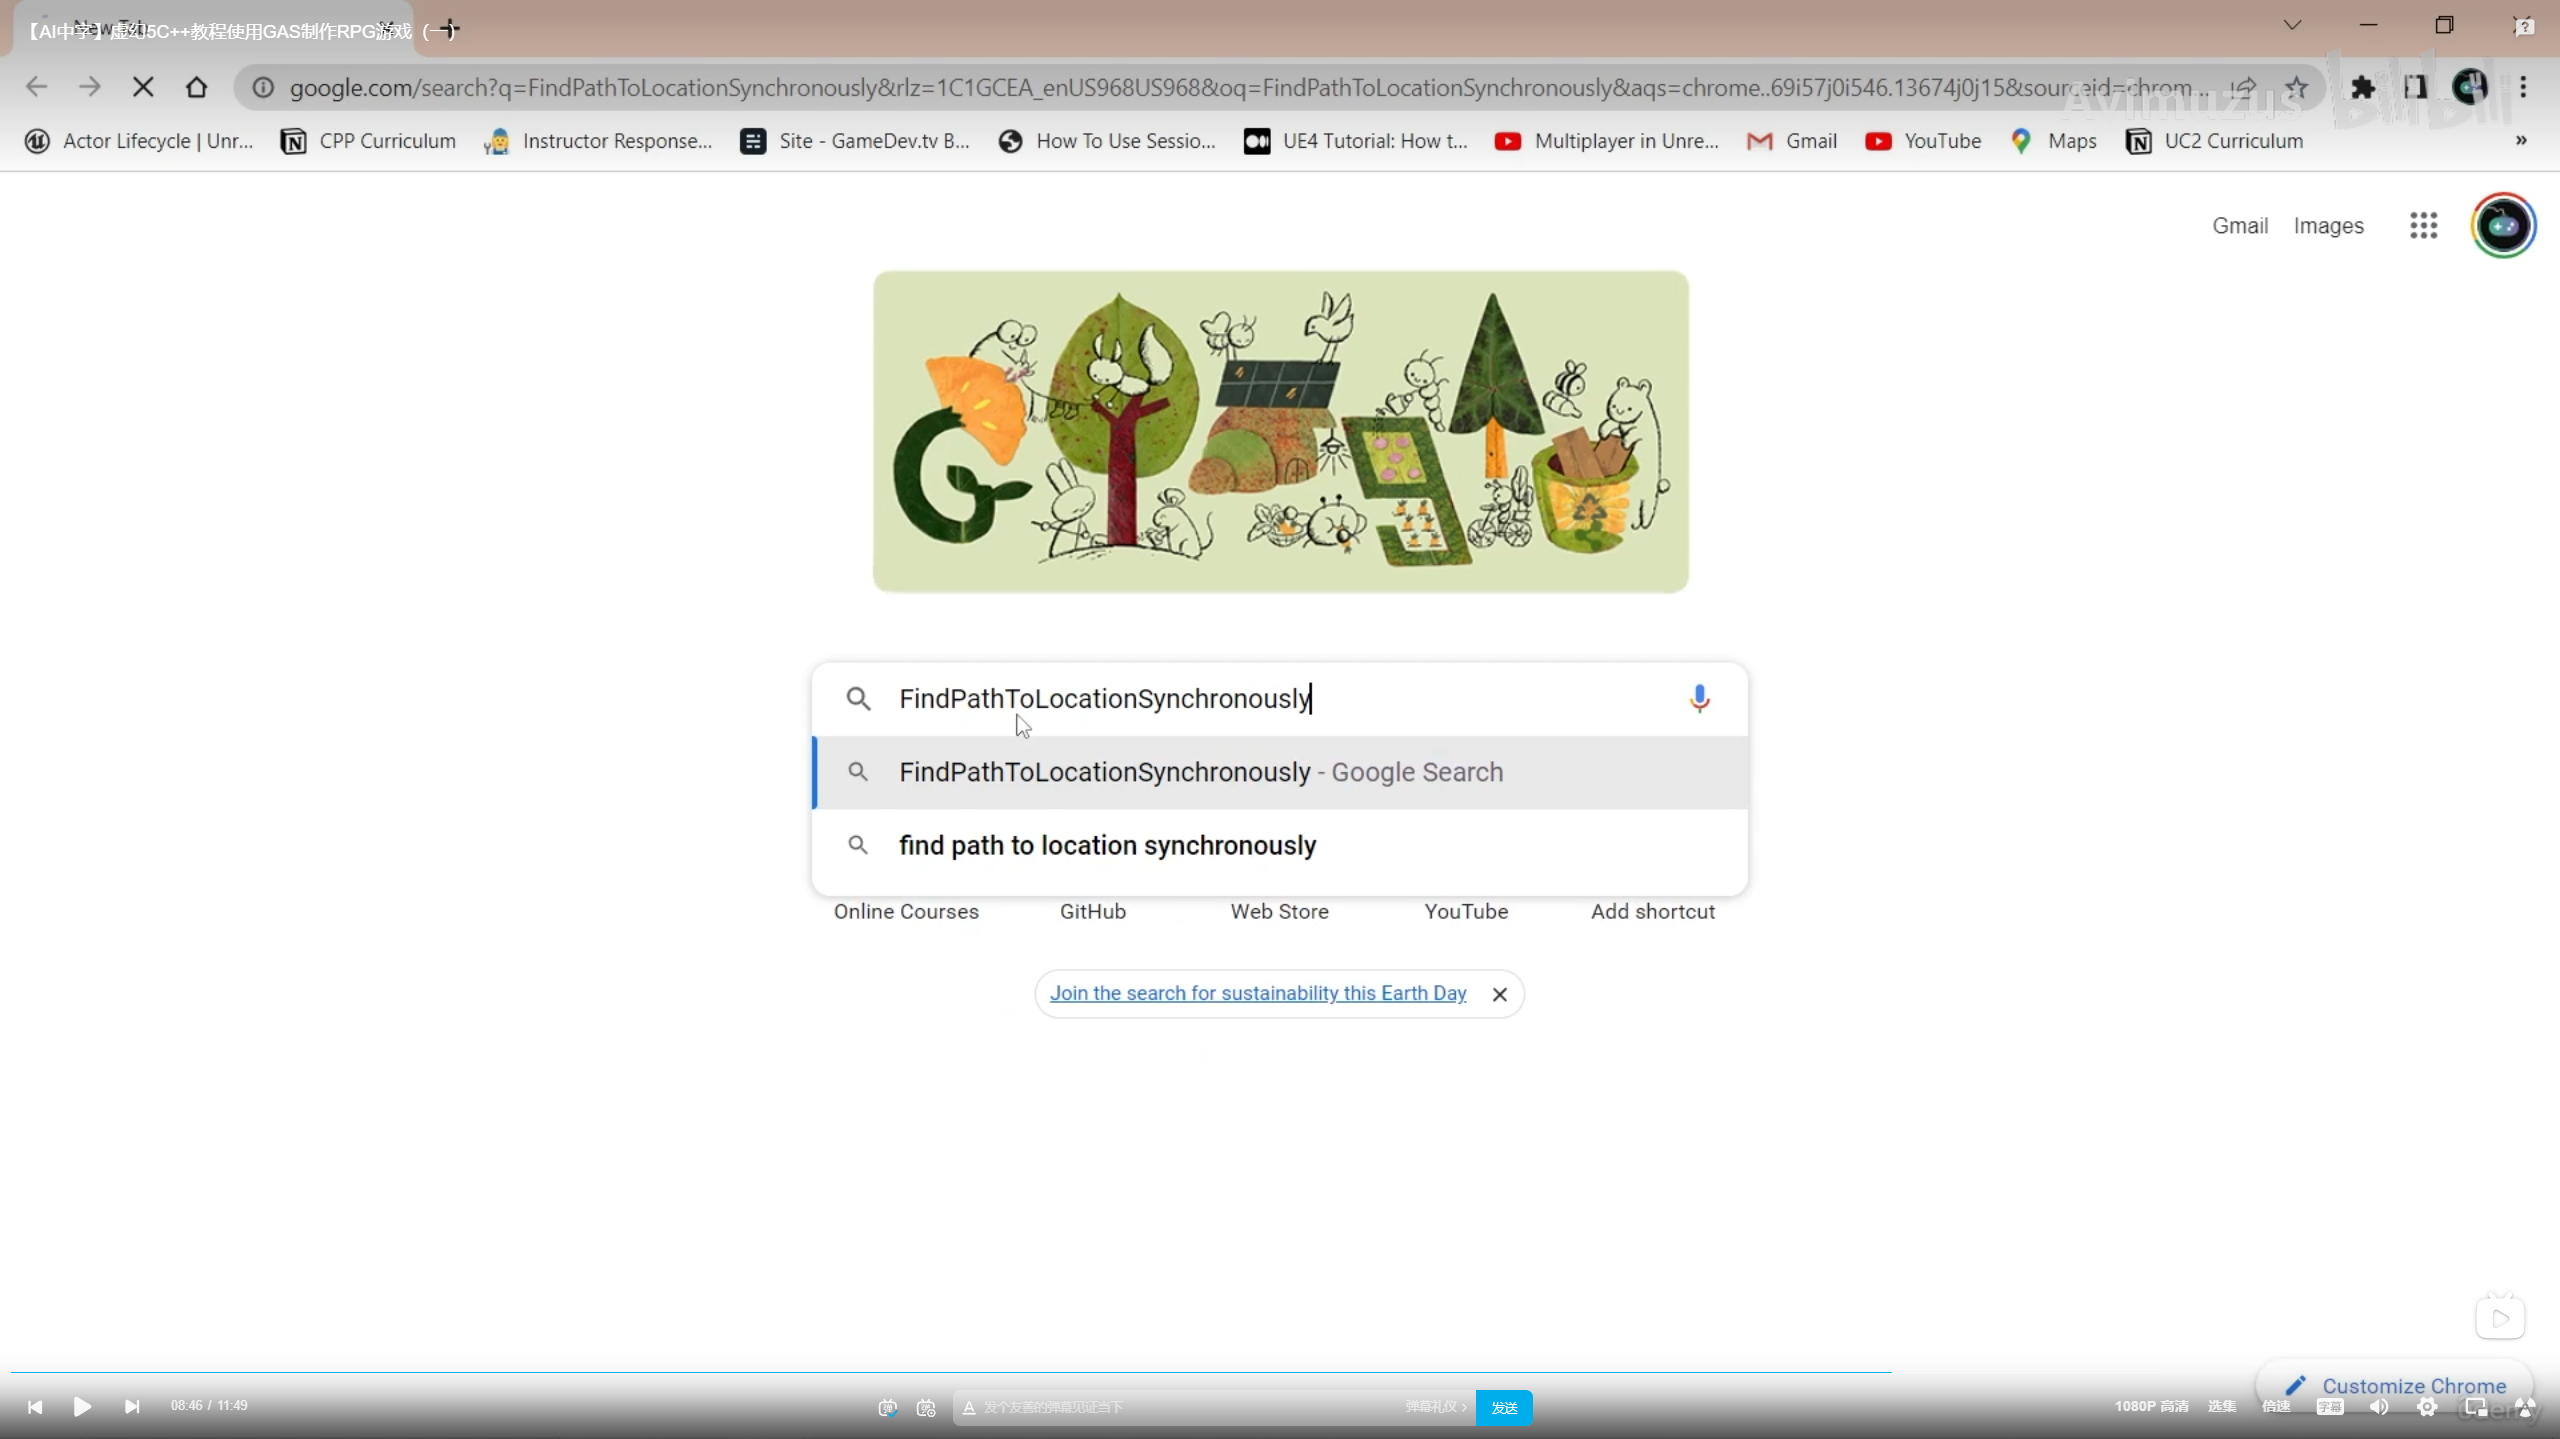 【AI中字】虚幻5C++教程使用GAS制作RPG游戏（一）
google.com/search?q=FindPathToLocationSynchronously&rlz=1C1GCEA_enUS968US968&oq=FindPathToLocationSynchronously&aqs=chrome..69i57j0i546.13674j0j15&sourceid=chrom...
Avimuzus bilibili
Actor Lifecycle | Unr... CPP Curriculum Instructor Response... Site - GameDev.tv B... How To Use Sessio... UE4 Tutorial: How t... Multiplayer in Unre... Gmail YouTube Maps UC2 Curriculum »
Gmail Images
FindPathToLocationSynchronously
FindPathToLocationSynchronously - Google Search
find path to location synchronously
Online Courses GitHub Web Store YouTube Add shortcut
Join the search for sustainability this Earth Day
Customize Chrome
08:46 / 11:49 发个友善的弹幕见证当下 弹幕礼仪 › 发送 1080P 高清 选集 倍速 字幕